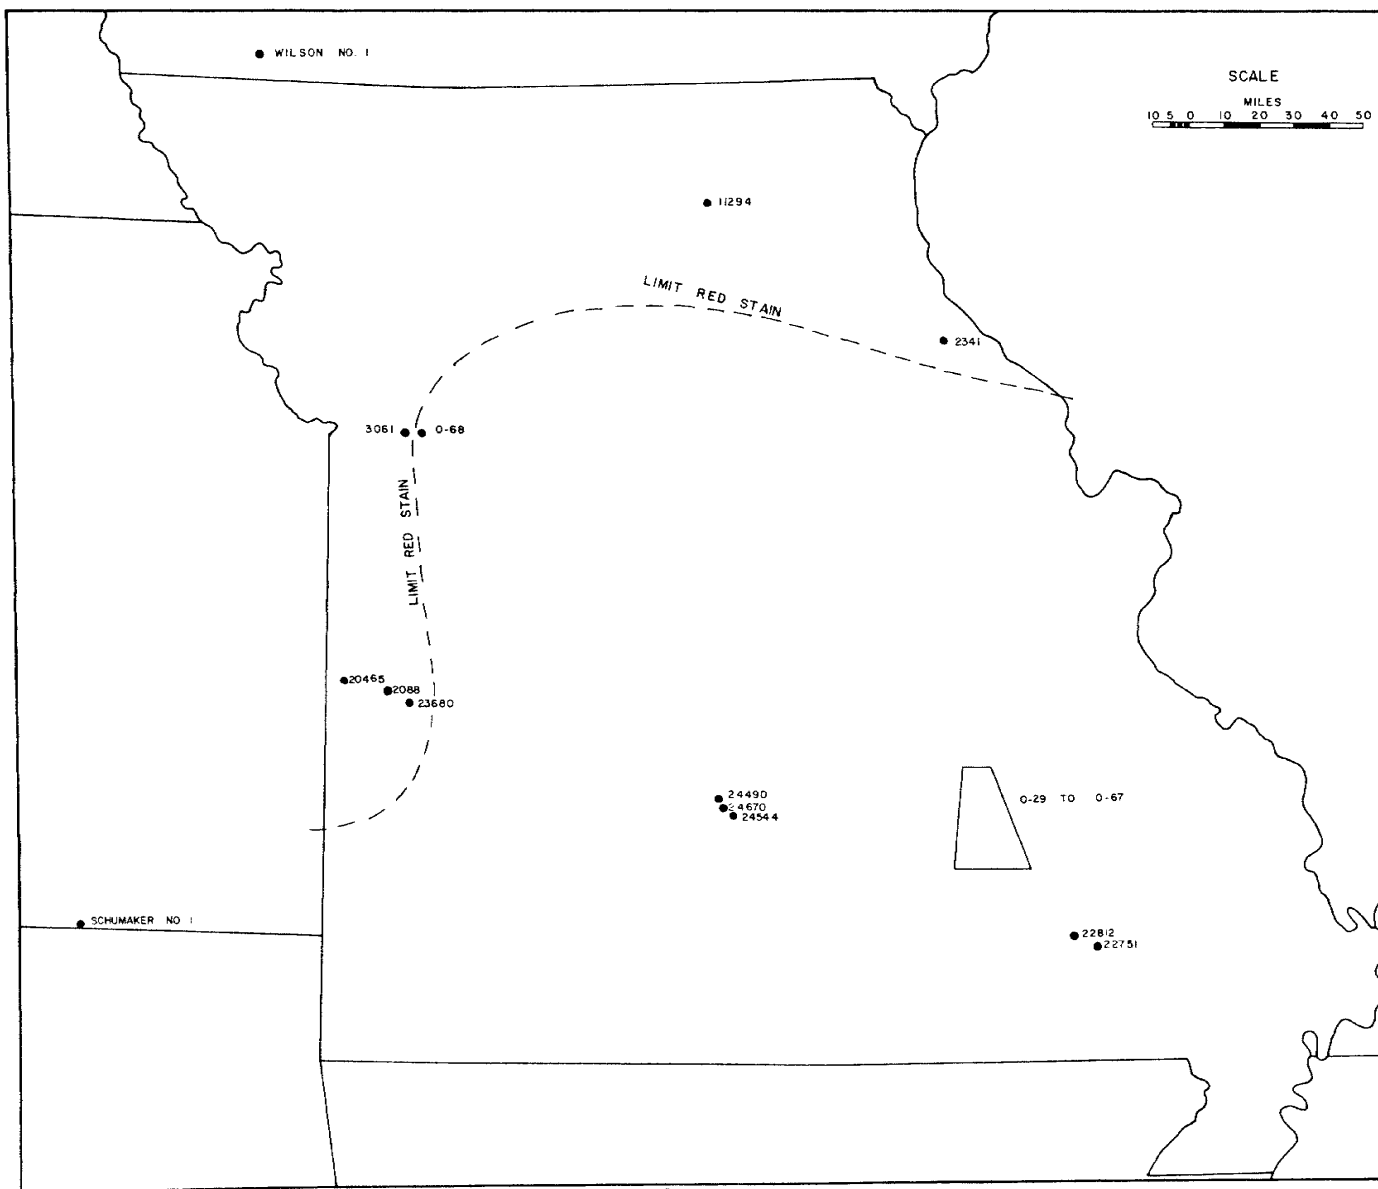 WILSON NO. 1
SCALE
MILES
10 5 0 10 20 30 40 50
11294
LIMIT RED STAIN
2341
3061
0-68
LIMIT RED STAIN
20465
2088
23680
24490
24670
24544
0-29 TO 0-67
SCHUMAKER NO 1
22812
22751